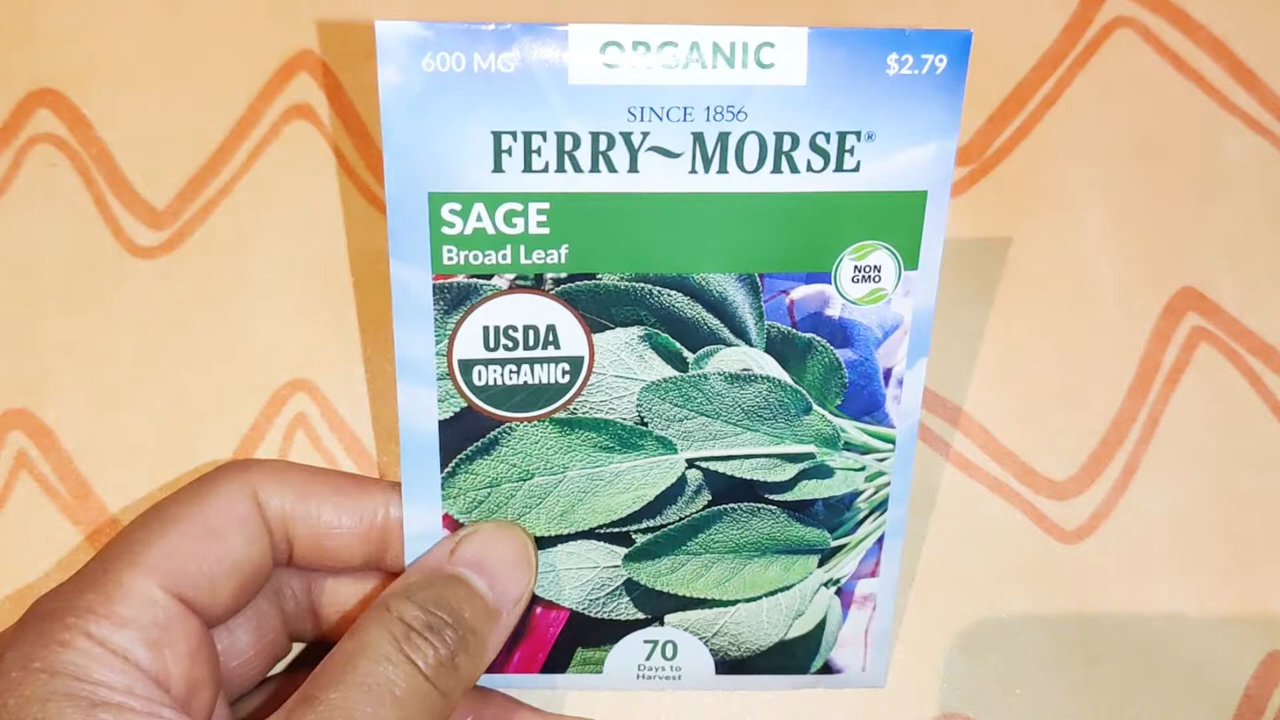 600 MG
ORGANIC
$2.79
SINCE 1856
FERRY~MORSE®
SAGE
Broad Leaf
NON
GMO
USDA
ORGANIC
70
Days to
Harvest